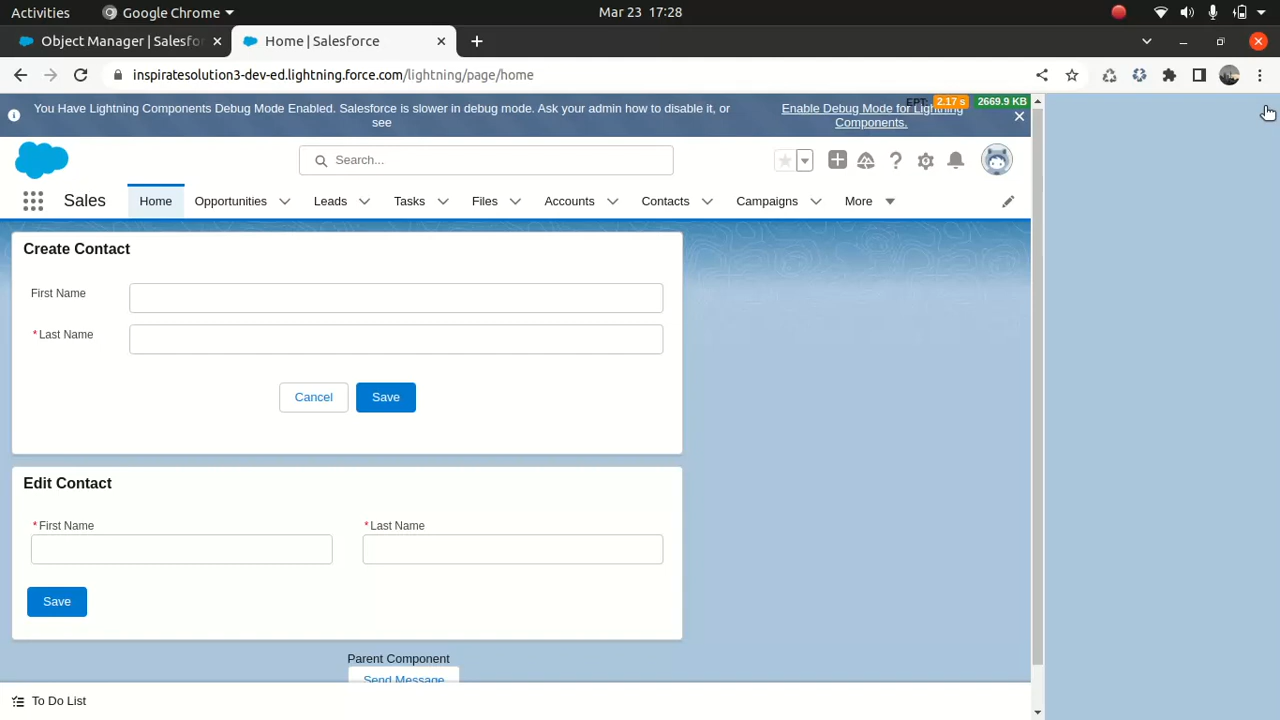 Activities
Google Chrome
Mar 23 17:28
Object Manager | Salesfor
Home | Salesforce
inspiratesolution3-dev-ed.lightning.force.com/lightning/page/home
You Have Lightning Components Debug Mode Enabled. Salesforce is slower in debug mode. Ask your admin how to disable it, or
see
Enable Debug Mode for Lightning
Components.
EPT: 2.17 s 2669.9 KB
Search...
Sales
Home
Opportunities
Leads
Tasks
Files
Accounts
Contacts
Campaigns
More
Create Contact
First Name
*Last Name
Cancel
Save
Edit Contact
*First Name
*Last Name
Save
Parent Component
Send Message
To Do List